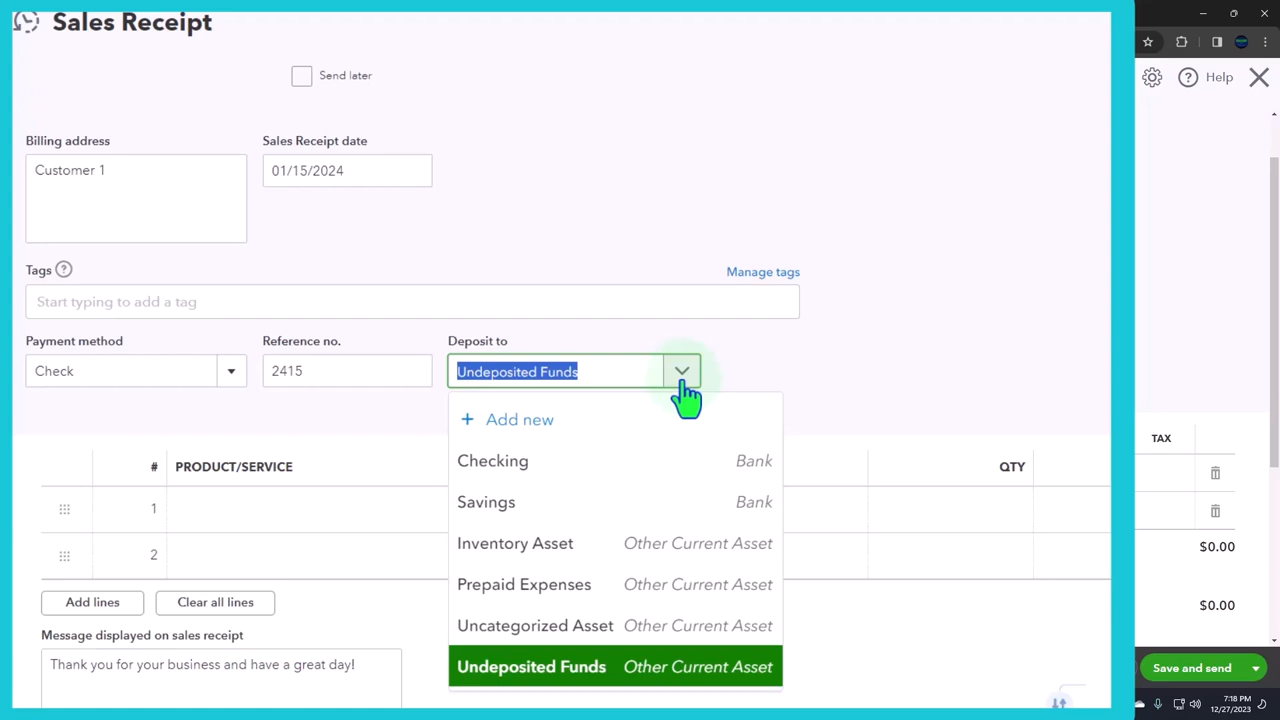 Sales Receipt
Send later
Help
Billing address
Sales Receipt date
Customer 1
01/15/2024
Tags ?
Manage tags
Start typing to add a tag
Payment method
Reference no.
Deposit to
Check
2415
Undeposited Funds
+ Add new
Checking Bank
Savings Bank
Inventory Asset Other Current Asset
Prepaid Expenses Other Current Asset
Uncategorized Asset Other Current Asset
Undeposited Funds Other Current Asset
# PRODUCT/SERVICE QTY TAX
1
2
$0.00
Add lines
Clear all lines
$0.00
Message displayed on sales receipt
Thank you for your business and have a great day!
Save and send
7:18 PM
12/27/2023